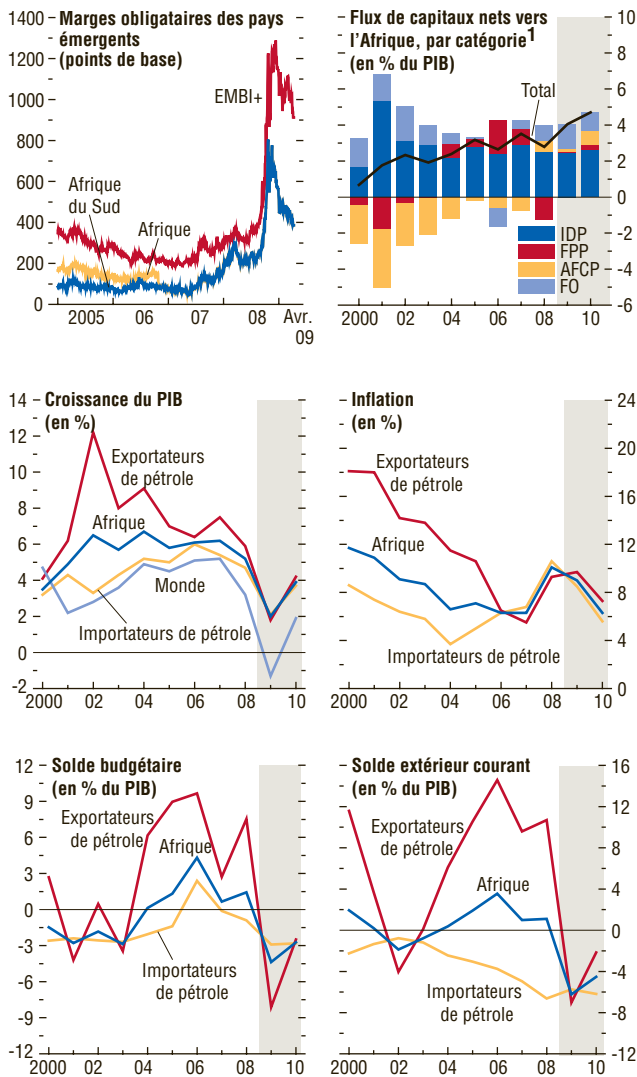 Marges obligataires des pays
émergents
(points de base)
1400
1200
1000
800
600
400
200
0
EMBI+
Afrique
du Sud
Afrique
2005
06
07
08
Avr.
09
Flux de capitaux nets vers
l'Afrique, par catégorie1
(en % du PIB)
Total
10
8
6
4
2
0
-2
-4
-6
IDP
FPP
AFCP
FO
2000
02
04
06
08
10
Croissance du PIB
(en %)
14
12
10
8
6
4
2
0
-2
Exportateurs
de pétrole
Afrique
Monde
Importateurs de pétrole
2000
02
04
06
08
10
Inflation
(en %)
24
20
16
12
8
4
0
Exportateurs
de pétrole
Afrique
Importateurs de pétrole
2000
02
04
06
08
10
Solde budgétaire
(en % du PIB)
12
9
6
3
0
-3
-6
-9
-12
Exportateurs
de pétrole
Afrique
Importateurs
de pétrole
2000
02
04
06
08
10
Solde extérieur courant
(en % du PIB)
16
12
8
4
0
-4
-8
-12
Exportateurs
de pétrole
Afrique
Importateurs
de pétrole
2000
02
04
06
08
10